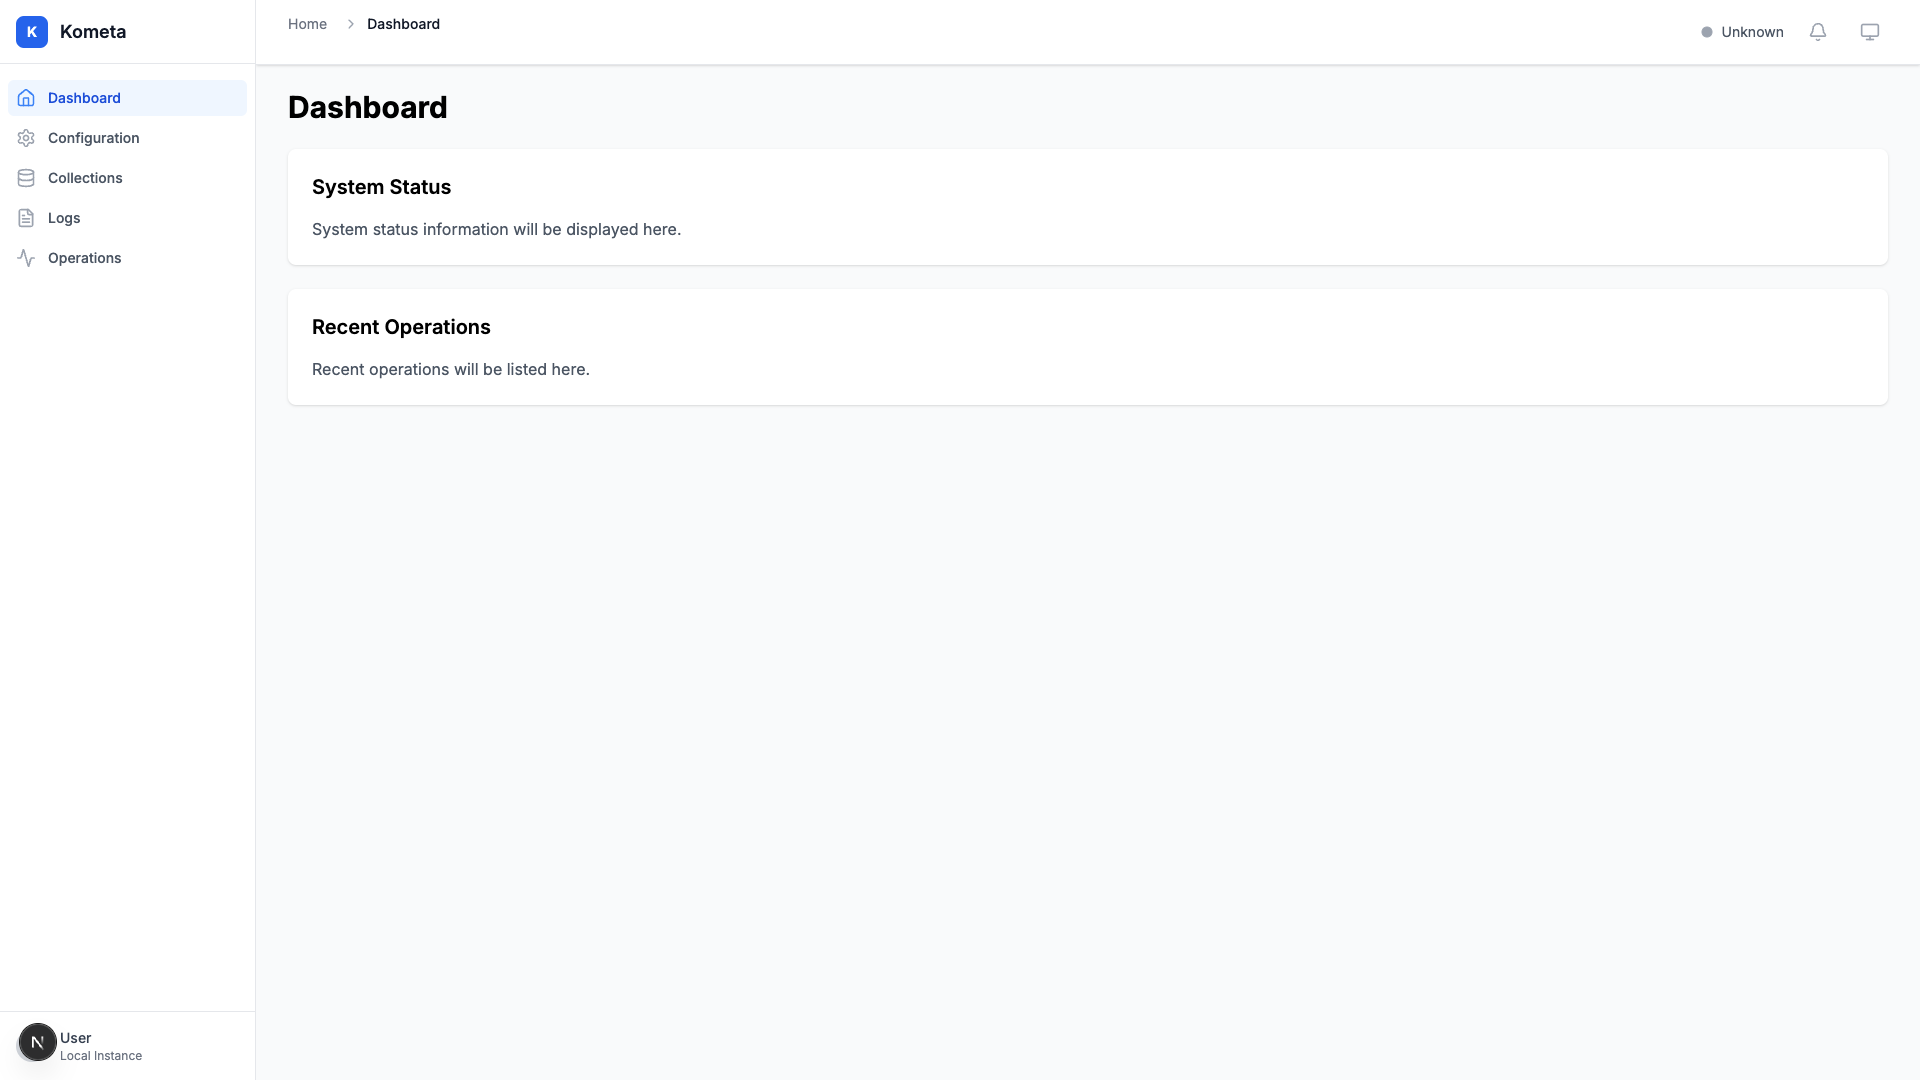 K
Kometa
Dashboard
Configuration
Collections
Logs
Operations
N
User
Local Instance
Home
Dashboard
Unknown
Dashboard
System Status
System status information will be displayed here.
Recent Operations
Recent operations will be listed here.